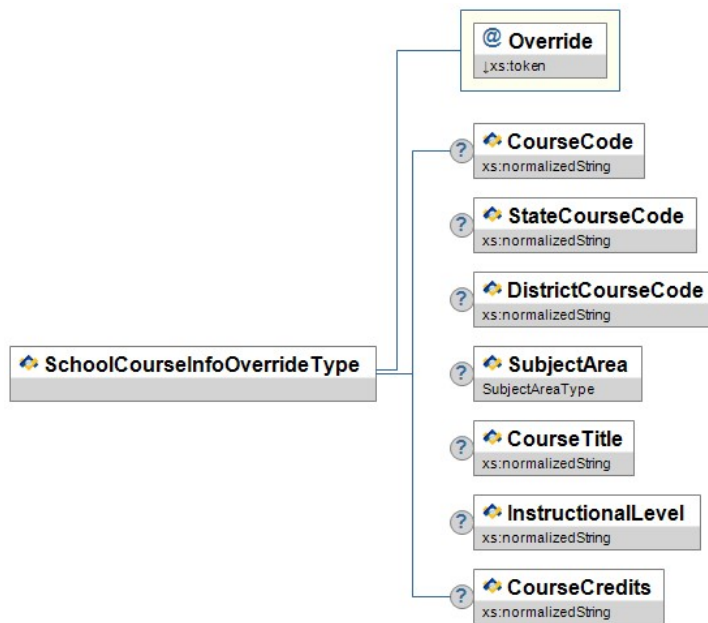 @ Override
↓xs:token
? CourseCode
xs:normalizedString
? StateCourseCode
xs:normalizedString
? DistrictCourseCode
xs:normalizedString
SchoolCourseInfoOverrideType
? SubjectArea
SubjectAreaType
? CourseTitle
xs:normalizedString
? InstructionalLevel
xs:normalizedString
? CourseCredits
xs:normalizedString